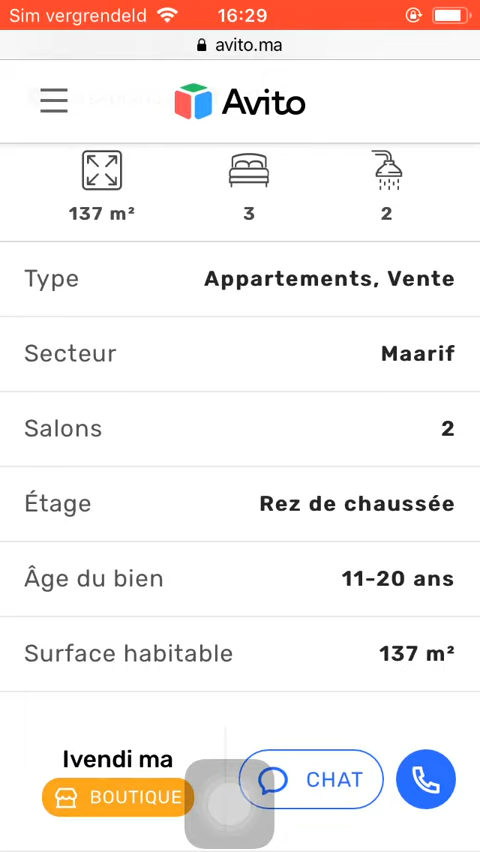 Sim vergrendeld 16:29
avito.ma
Avito
137 m² 3 2
Type Appartements, Vente
Secteur Maarif
Salons 2
Étage Rez de chaussée
Âge du bien 11-20 ans
Surface habitable 137 m²
Ivendi ma
BOUTIQUE CHAT